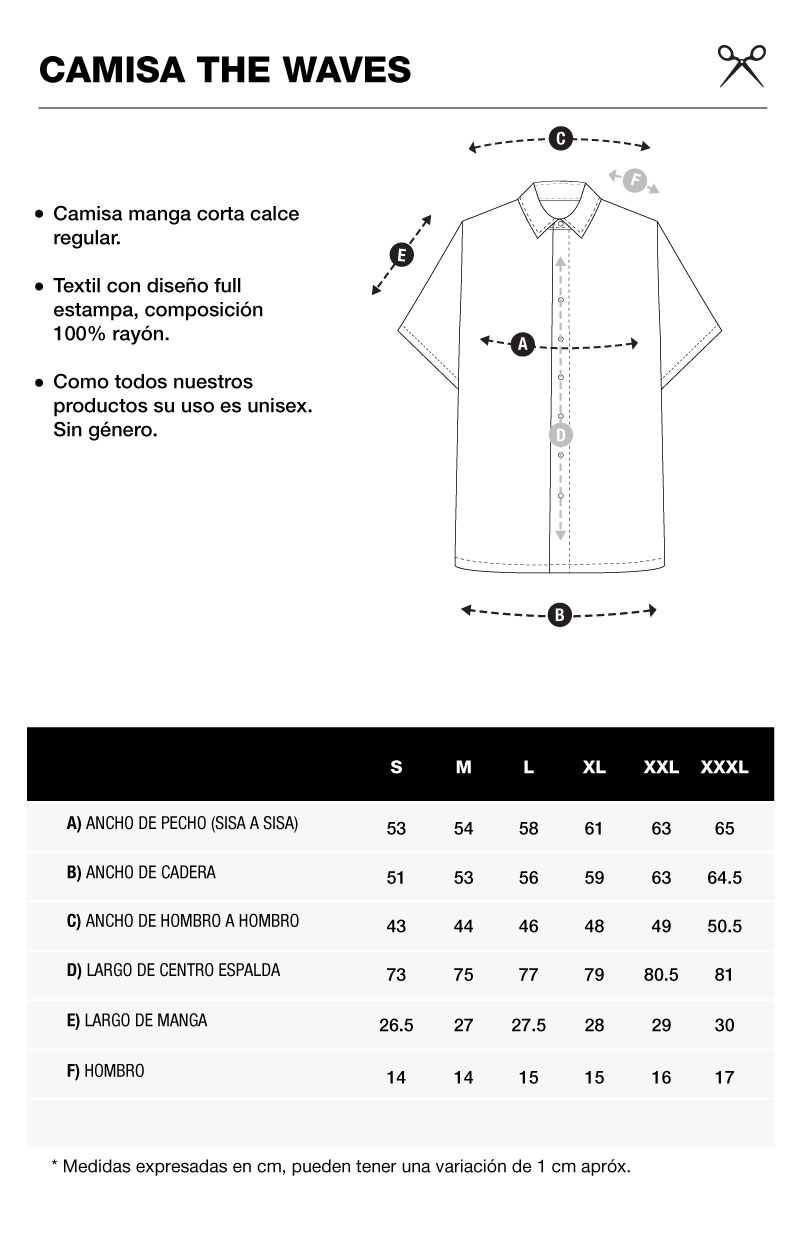 CAMISA THE WAVES
C
F
E
A
D
B
• Camisa manga corta calce
regular.
• Textil con diseño full
estampa, composición
100% rayón.
• Como todos nuestros
productos su uso es unisex.
Sin género.
S M L XL XXL XXXL
A) ANCHO DE PECHO (SISA A SISA) 53 54 58 61 63 65
B) ANCHO DE CADERA 51 53 56 59 63 64.5
C) ANCHO DE HOMBRO A HOMBRO 43 44 46 48 49 50.5
D) LARGO DE CENTRO ESPALDA 73 75 77 79 80.5 81
E) LARGO DE MANGA 26.5 27 27.5 28 29 30
F) HOMBRO 14 14 15 15 16 17
* Medidas expresadas en cm, pueden tener una variación de 1 cm apróx.